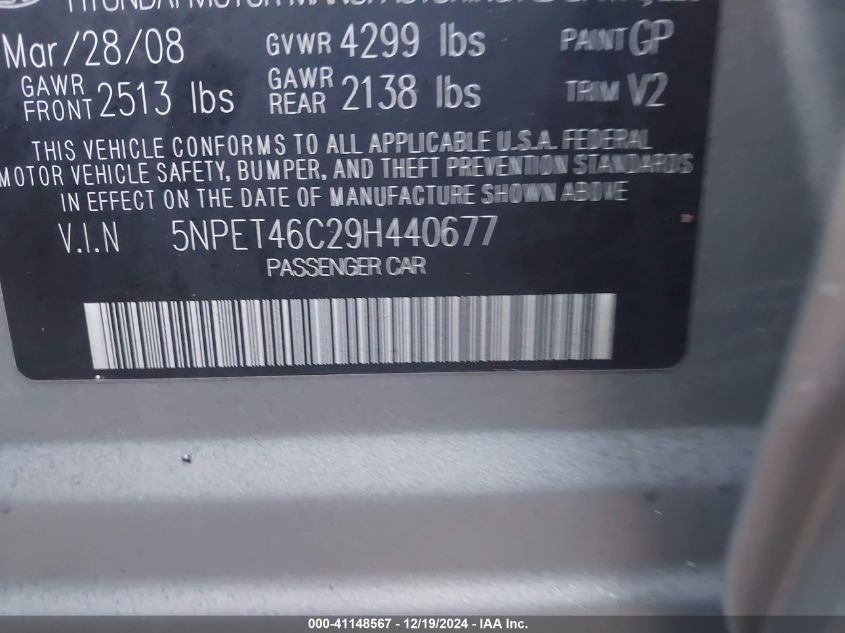 HYUNDAI MOTOR
Mar/28/08 GVWR 4299 lbs PAINT GP
GAWR FRONT 2513 lbs GAWR REAR 2138 lbs TRIM V2
THIS VEHICLE CONFORMS TO ALL APPLICABLE U.S.A. FEDERAL
MOTOR VEHICLE SAFETY, BUMPER, AND THEFT PREVENTION STANDARDS
IN EFFECT ON THE DATE OF MANUFACTURE SHOWN ABOVE
V.I.N 5NPET46C29H440677
PASSENGER CAR
000-41148567 - 12/19/2024 - IAA Inc.